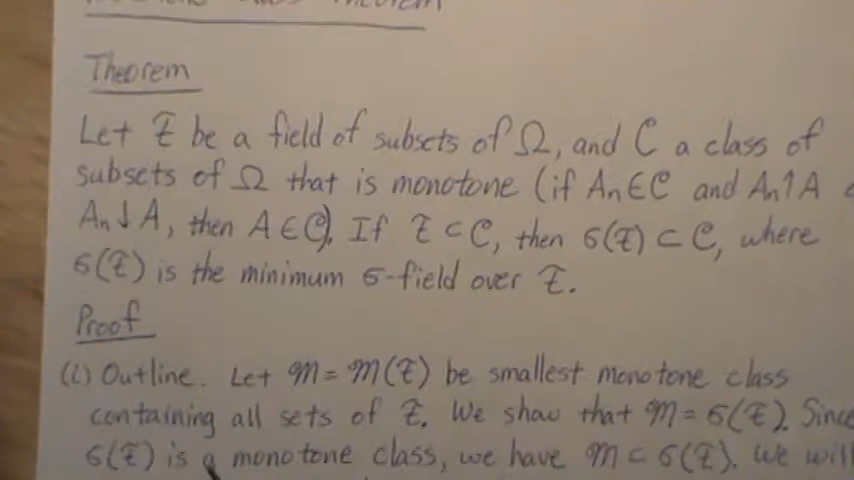 Theorem
Theorem
Let ℱ be a field of subsets of Ω, and C a class of
subsets of Ω that is monotone (if An∈C and An↑A
An↓A, then A∈C). If ℱ⊂C, then σ(ℱ)⊂C, where
σ(ℱ) is the minimum σ-field over ℱ.
Proof
(i) Outline. Let ℳ=ℳ(ℱ) be smallest monotone class
containing all sets of ℱ. We show that ℳ=σ(ℱ). Since
σ(ℱ) is a monotone class, we have ℳ⊂σ(ℱ). We will